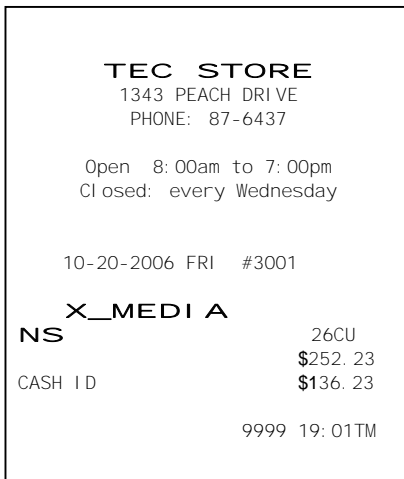 TEC STORE
1343 PEACH DRIVE
PHONE: 87-6437
Open 8:00am to 7:00pm
Closed: every Wednesday
10-20-2006 FRI #3001
X_MEDIA
NS 26CU
$252.23
CASH ID $136.23
9999 19:01TM